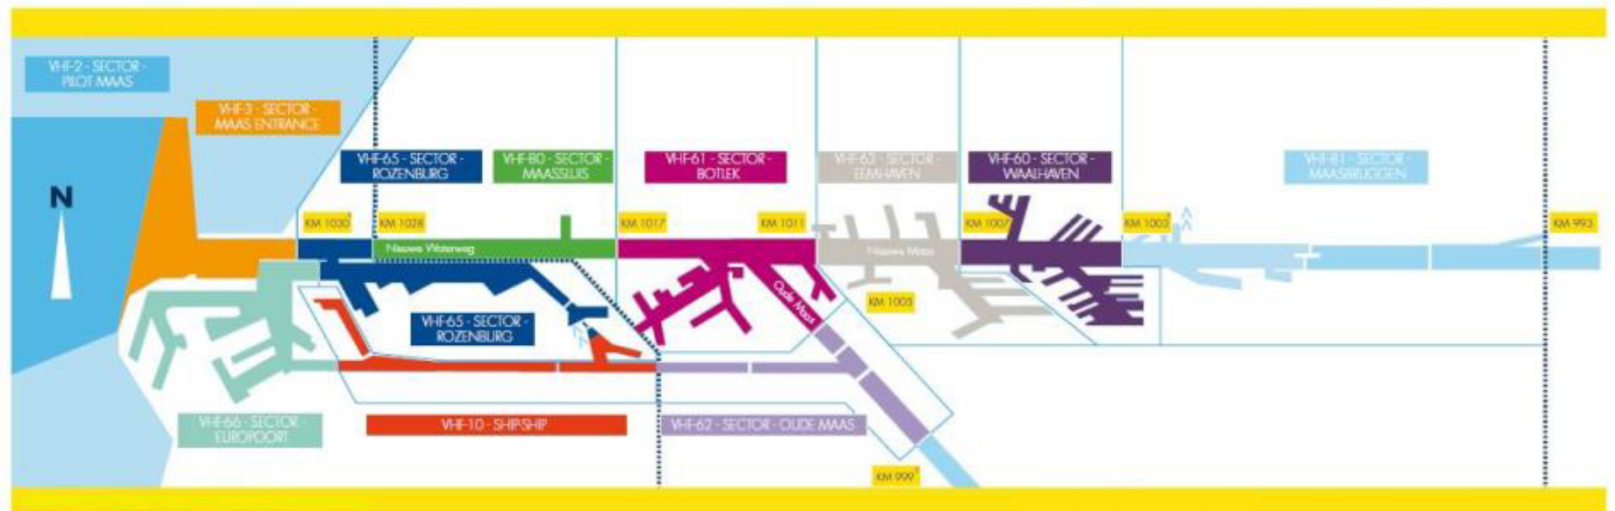 VHF-2 - SECTOR -
PILOT MAAS
VHF-3 - SECTOR -
MAAS ENTRANCE
VHF-65 - SECTOR -
ROZENBURG
VHF-80 - SECTOR -
MAASSLUIS
VHF-61 - SECTOR -
BOTLEK
VHF-63 - SECTOR -
EEMHAVEN
VHF-60 - SECTOR -
WAALHAVEN
VHF-81 - SECTOR -
MAASBRUGGEN
N
KM 1030
KM 1028
KM 1017
KM 1011
KM 1007
KM 1003
KM 993
Nieuwe Waterweg
Nieuwe Maas
Oude Maas
KM 1005
VHF-65 - SECTOR -
ROZENBURG
VHF-66 - SECTOR
EUROPOORT
VHF-10 - SHIP-SHIP
VHF-62 - SECTOR - OUDE MAAS
KM 999